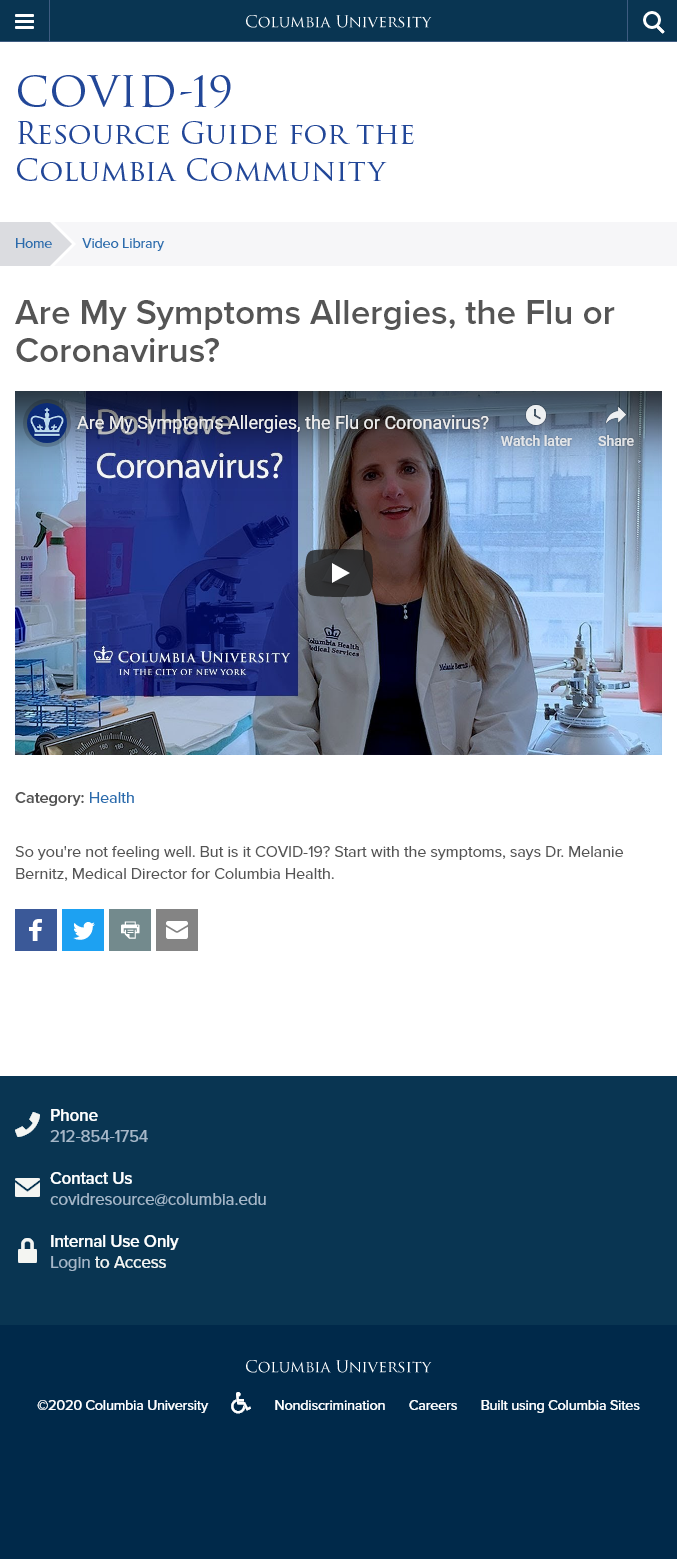 COLUMBIA UNIVERSITY
COVID-19
RESOURCE GUIDE FOR THE
COLUMBIA COMMUNITY
Home
Video Library
Are My Symptoms Allergies, the Flu or
Coronavirus?
Are My Symptoms Allergies, the Flu or Coronavirus?
Watch later
Share
Do I Have
Coronavirus?
COLUMBIA UNIVERSITY
IN THE CITY OF NEW YORK
Columbia Health
Medical Services
Category: Health
So you're not feeling well. But is it COVID-19? Start with the symptoms, says Dr. Melanie
Bernitz, Medical Director for Columbia Health.
Phone
212-854-1754
Contact Us
covidresource@columbia.edu
Internal Use Only
Login to Access
COLUMBIA UNIVERSITY
©2020 Columbia University
Nondiscrimination
Careers
Built using Columbia Sites